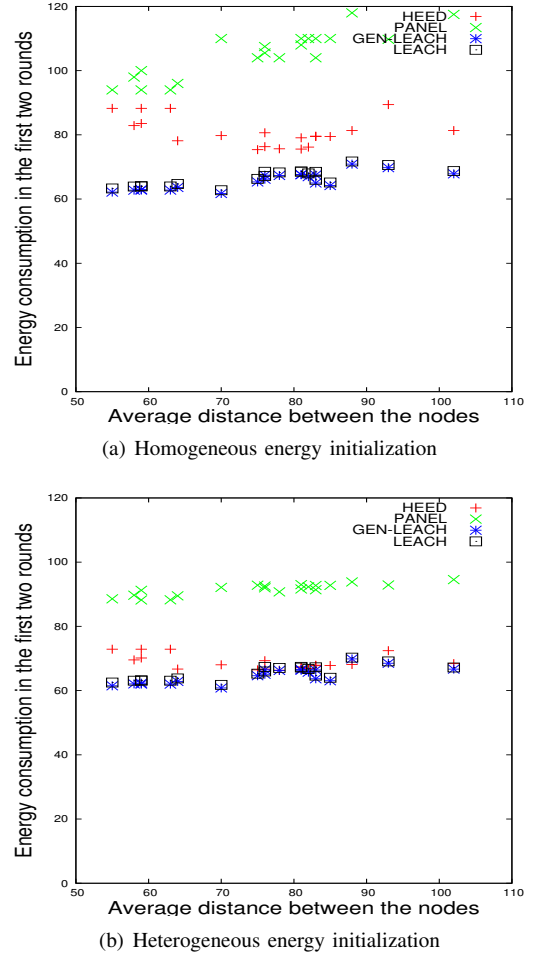 120
100
80
60
40
20
0
50 60 70 80 90 100 110
Energy consumption in the first two rounds
Average distance between the nodes
HEED
PANEL
GEN-LEACH
LEACH
(a) Homogeneous energy initialization
120
100
80
60
40
20
0
50 60 70 80 90 100 110
Energy consumption in the first two rounds
Average distance between the nodes
HEED
PANEL
GEN-LEACH
LEACH
(b) Heterogeneous energy initialization